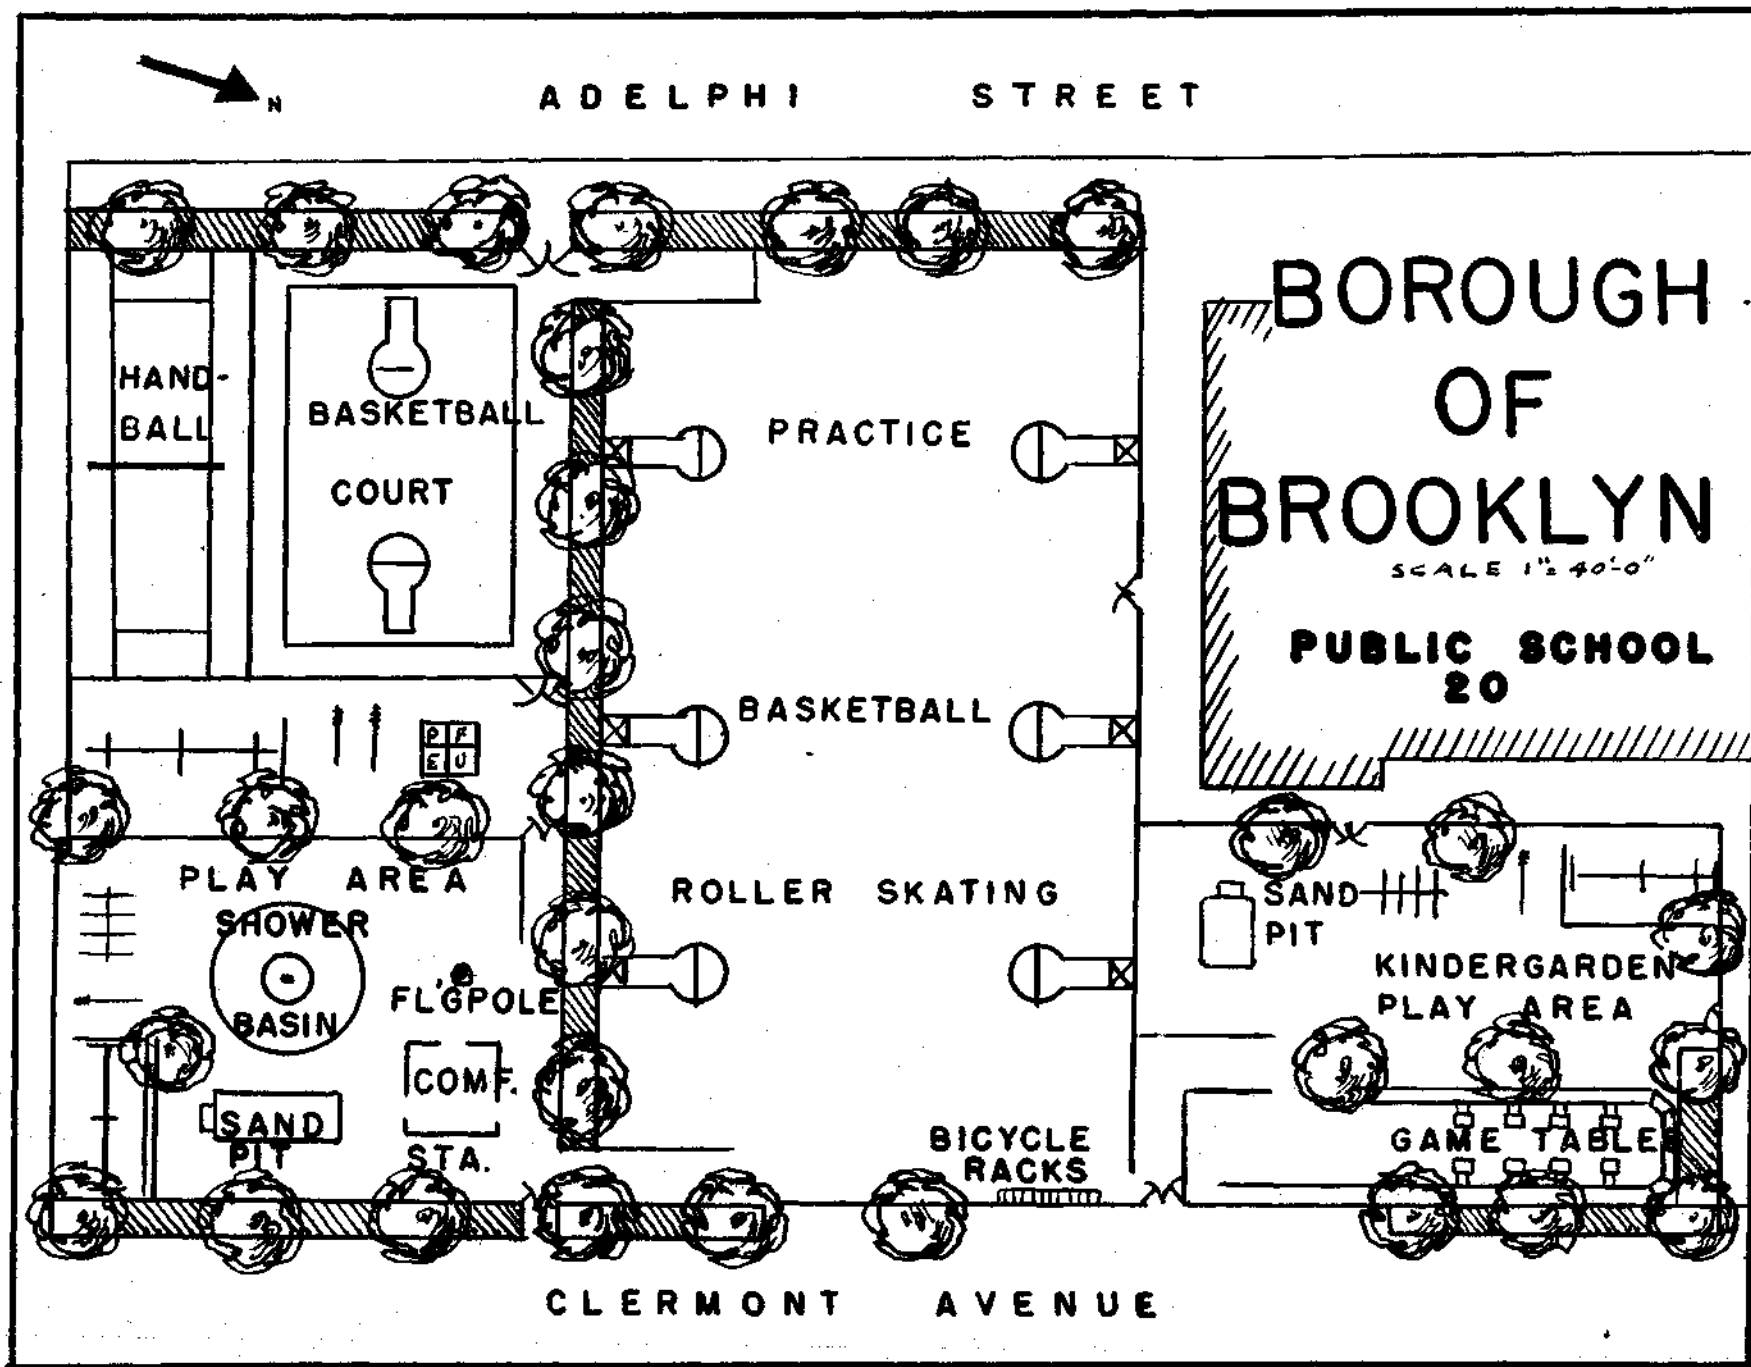 N
ADELPHI STREET
BOROUGH
OF
BROOKLYN
SCALE 1"= 40'-0"
PUBLIC SCHOOL
20
HAND-
BALL
BASKETBALL
COURT
PRACTICE
BASKETBALL
ROLLER SKATING
P F
E U
PLAY AREA
SHOWER
BASIN
FL'GPOLE
COMF.
STA.
SAND
PIT
BICYCLE
RACKS
SAND
PIT
KINDERGARDEN
PLAY AREA
GAME TABLES
CLERMONT AVENUE